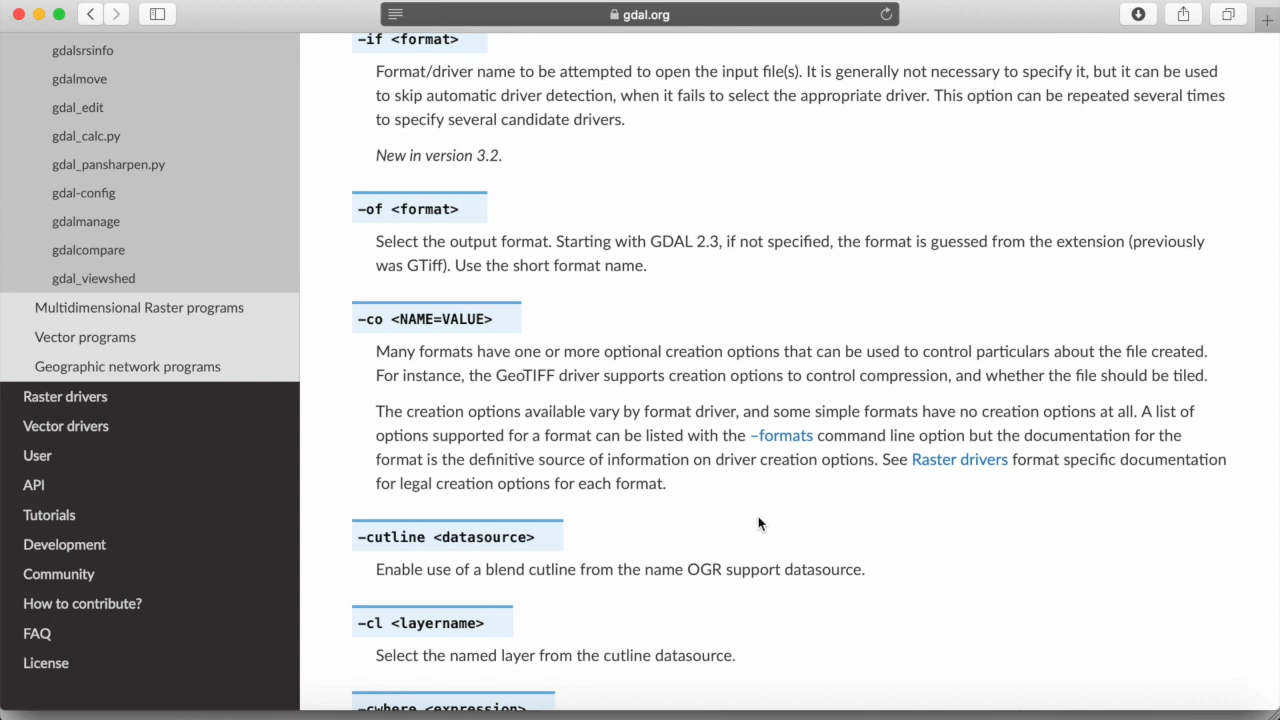 gdal.org
gdalsrsinfo
gdalmove
gdal_edit
gdal_calc.py
gdal_pansharpen.py
gdal-config
gdalmanage
gdalcompare
gdal_viewshed
Multidimensional Raster programs
Vector programs
Geographic network programs
Raster drivers
Vector drivers
User
API
Tutorials
Development
Community
How to contribute?
FAQ
License
-if <format>
Format/driver name to be attempted to open the input file(s). It is generally not necessary to specify it, but it can be used
to skip automatic driver detection, when it fails to select the appropriate driver. This option can be repeated several times
to specify several candidate drivers.
New in version 3.2.
-of <format>
Select the output format. Starting with GDAL 2.3, if not specified, the format is guessed from the extension (previously
was GTiff). Use the short format name.
-co <NAME=VALUE>
Many formats have one or more optional creation options that can be used to control particulars about the file created.
For instance, the GeoTIFF driver supports creation options to control compression, and whether the file should be tiled.
The creation options available vary by format driver, and some simple formats have no creation options at all. A list of
options supported for a format can be listed with the –formats command line option but the documentation for the
format is the definitive source of information on driver creation options. See Raster drivers format specific documentation
for legal creation options for each format.
-cutline <datasource>
Enable use of a blend cutline from the name OGR support datasource.
-cl <layername>
Select the named layer from the cutline datasource.
-cwhere <expression>